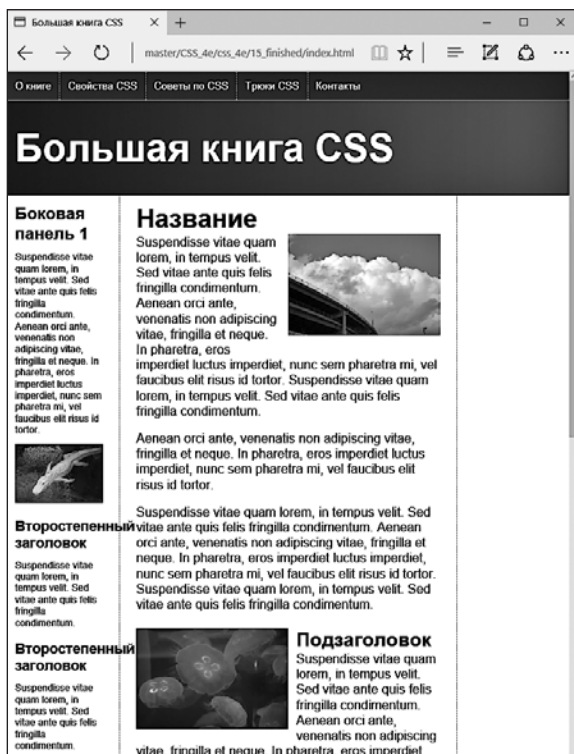 Большая книга CSS
master/CSS_4e/css_4e/15_finished/index.html
О книге Свойства CSS Советы по CSS Трюки CSS Контакты
Большая книга CSS
Боковая
панель 1
Suspendisse vitae
quam lorem, in
tempus velit. Sed
vitae ante quis felis
fringilla
condimentum.
Aenean orci ante,
venenatis non
adipiscing vitae,
fringilla et neque. In
pharetra, eros
imperdiet luctus
imperdiet, nunc sem
pharetra mi, vel
faucibus elit risus id
tortor.
Второстепенный
заголовок
Suspendisse vitae
quam lorem, in
tempus velit. Sed
vitae ante quis felis
fringilla
condimentum.
Второстепенный
заголовок
Suspendisse vitae
quam lorem, in
tempus velit. Sed
vitae ante quis felis
fringilla
condimentum.
Название
Suspendisse vitae quam
lorem, in tempus velit.
Sed vitae ante quis felis
fringilla condimentum.
Aenean orci ante,
venenatis non adipiscing
vitae, fringilla et neque.
In pharetra, eros
imperdiet luctus imperdiet, nunc sem pharetra mi, vel
faucibus elit risus id tortor. Suspendisse vitae quam
lorem, in tempus velit. Sed vitae ante quis felis
fringilla condimentum.
Aenean orci ante, venenatis non adipiscing vitae,
fringilla et neque. In pharetra, eros imperdiet luctus
imperdiet, nunc sem pharetra mi, vel faucibus elit
risus id tortor.
Suspendisse vitae quam lorem, in tempus velit. Sed
vitae ante quis felis fringilla condimentum. Aenean
orci ante, venenatis non adipiscing vitae, fringilla et
neque. In pharetra, eros imperdiet luctus imperdiet,
nunc sem pharetra mi, vel faucibus elit risus id tortor.
Suspendisse vitae quam lorem, in tempus velit. Sed
vitae ante quis felis fringilla condimentum.
Подзаголовок
Suspendisse vitae quam
lorem, in tempus velit.
Sed vitae ante quis felis
fringilla condimentum.
Aenean orci ante,
venenatis non adipiscing
vitae, fringilla et neque. In pharetra, eros imperdiet